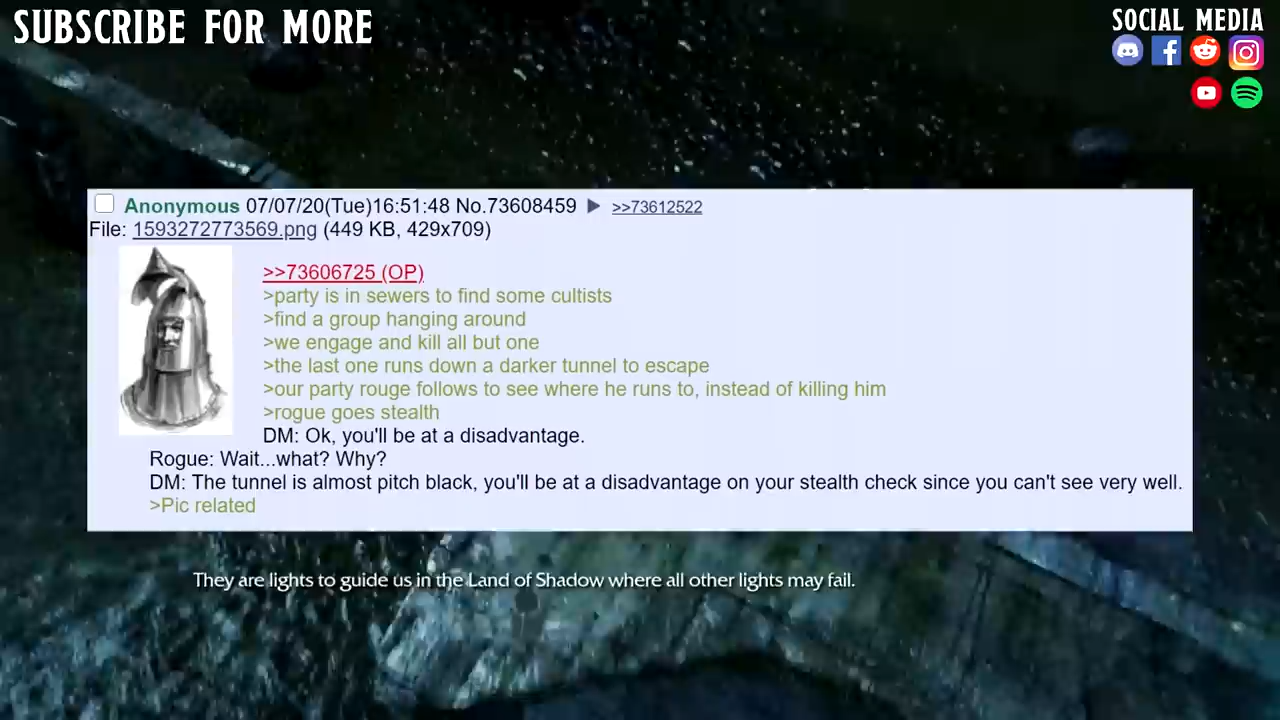 SUBSCRIBE FOR MORE
SOCIAL MEDIA
Anonymous 07/07/20(Tue)16:51:48 No.73608459 ▶ >>73612522
File: 1593272773569.png (449 KB, 429x709)
>>73606725 (OP)
>party is in sewers to find some cultists
>find a group hanging around
>we engage and kill all but one
>the last one runs down a darker tunnel to escape
>our party rouge follows to see where he runs to, instead of killing him
>rogue goes stealth
DM: Ok, you'll be at a disadvantage.
Rogue: Wait...what? Why?
DM: The tunnel is almost pitch black, you'll be at a disadvantage on your stealth check since you can't see very well.
>Pic related
They are lights to guide us in the Land of Shadow where all other lights may fail.